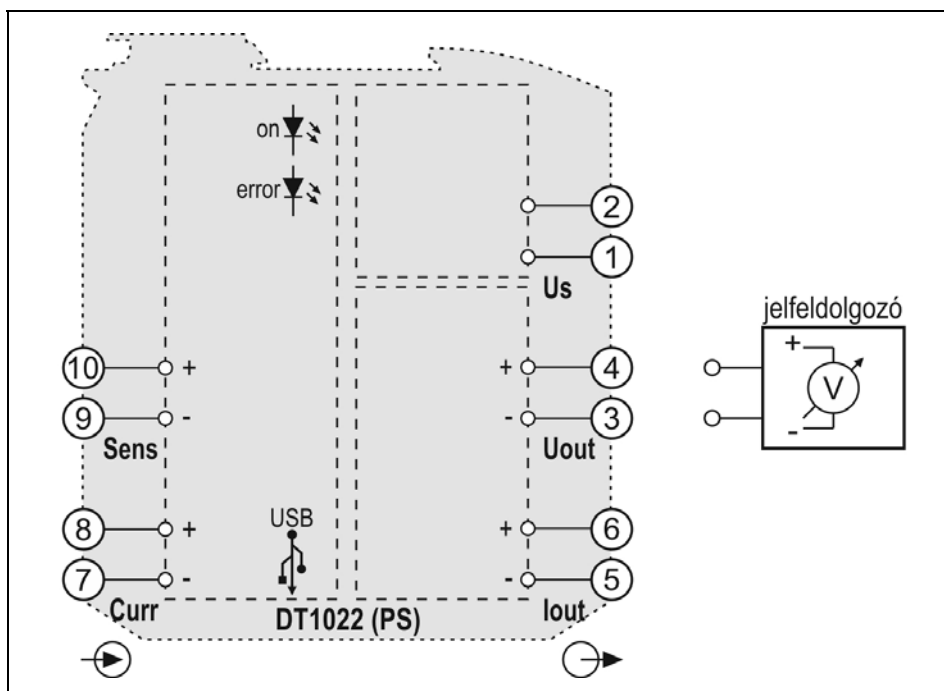 on
error
2
1
Us
jelfeldolgozó
+
V
-
10 +
9 -
Sens
+ 4
- 3
Uout
8 +
7 -
Curr
USB
+ 6
- 5
Iout
DT1022 (PS)